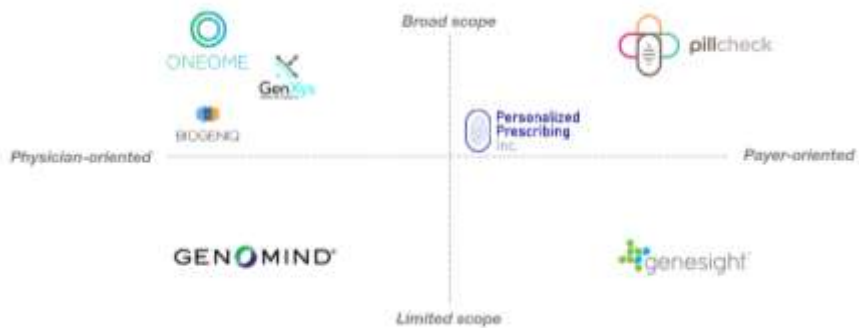 Broad scope
ONEOME
GenXys
pillcheck
BIOGENIQ
Personalized
Prescribing
Inc.
Physician-oriented
Payer-oriented
GENOMIND®
genesight
Limited scope